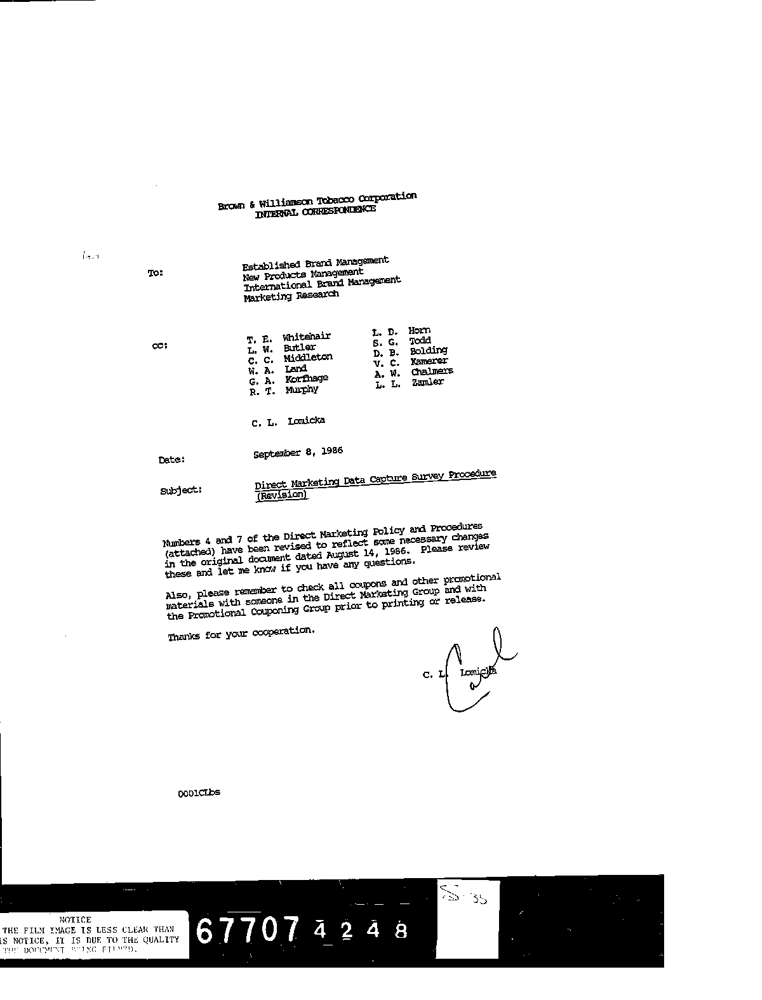 Brown & Williamson Tobacco Corporation
INTERNAL CORRESPONDENCE
To:
Established Brand Management
New Products Management
International Brand Management
Marketing Research
cc:
T. E. Whitehair
L. W. Butler
C. C. Middleton
W. A. Land
G. A. Korfhage
R. T. Murphy
L. D. Horn
S. G. Todd
D. B. Bolding
V. C. Kamerer
A. W. Chalmers
L. L. Zamler
C. L. Lomicka
Date: September 8, 1986
Subject: Direct Marketing Data Capture Survey Procedure
(Revision)
Numbers 4 and 7 of the Direct Marketing Policy and Procedures
(attached) have been revised to reflect some necessary changes
in the original document dated August 14, 1986. Please review
these and let me know if you have any questions.
Also, please remember to check all coupons and other promotional
materials with someone in the Direct Marketing Group and with
the Promotional Couponing Group prior to printing or release.
Thanks for your cooperation.
C. L. Lomicka
Carol
0001CLbs
NOTICE
THE FILM IMAGE IS LESS CLEAR THAN
IS NOTICE, IT IS DUE TO THE QUALITY
THE DOCUMENT BEING FILMED.
67707 4248